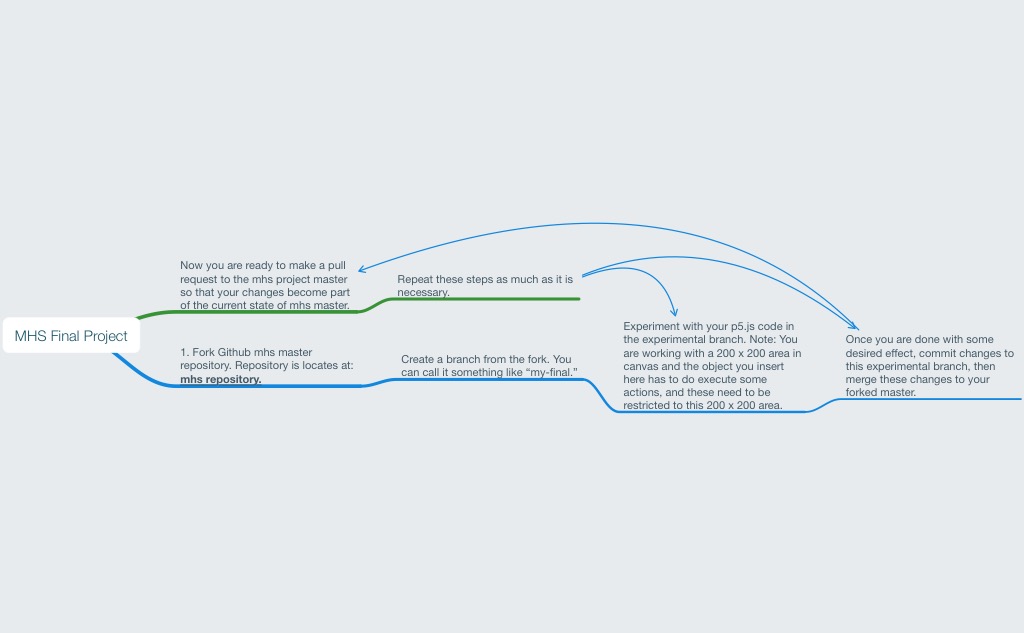 MHS Final Project
Now you are ready to make a pull
request to the mhs project master
so that your changes become part
of the current state of mhs master.
Repeat these steps as much as it is
necessary.
1. Fork Github mhs master
repository. Repository is locates at:
mhs repository.
Create a branch from the fork. You
can call it something like “my-final.”
Experiment with your p5.js code in
the experimental branch. Note: You
are working with a 200 x 200 area in
canvas and the object you insert
here has to do execute some
actions, and these need to be
restricted to this 200 x 200 area.
Once you are done with some
desired effect, commit changes to
this experimental branch, then
merge these changes to your
forked master.